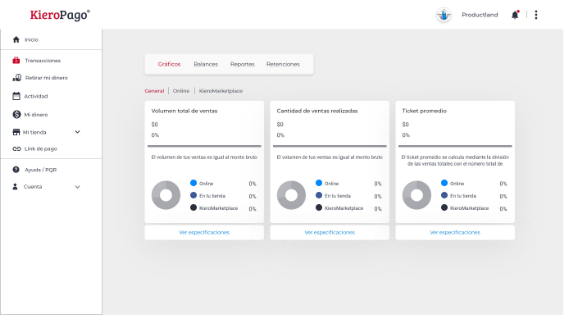 KieroPago
Productland
Inicio
Transacciones
Retirar mi dinero
Actividad
Mi dinero
Mi tienda
Link de pago
Ayuda / PQR
Cuenta
Gráficos Balances Reportes Retenciones
General | Online | KieroMarketplace
Volumen total de ventas
$0
0%
El volumen de tus ventas es igual al monto bruto
Online 0%
En tu tienda 0%
KieroMarketplace 0%
Ver especificaciones
Cantidad de ventas realizadas
$0
0%
El volumen de tus ventas es igual al monto bruto
Online 0%
En tu tienda 0%
KieroMarketplace 0%
Ver especificaciones
Ticket promedio
$0
0%
El ticket promedio se calcula mediante la división
de las ventas totales con el número total de
Online 0%
En tu tienda 0%
KieroMarketplace 0%
Ver especificaciones